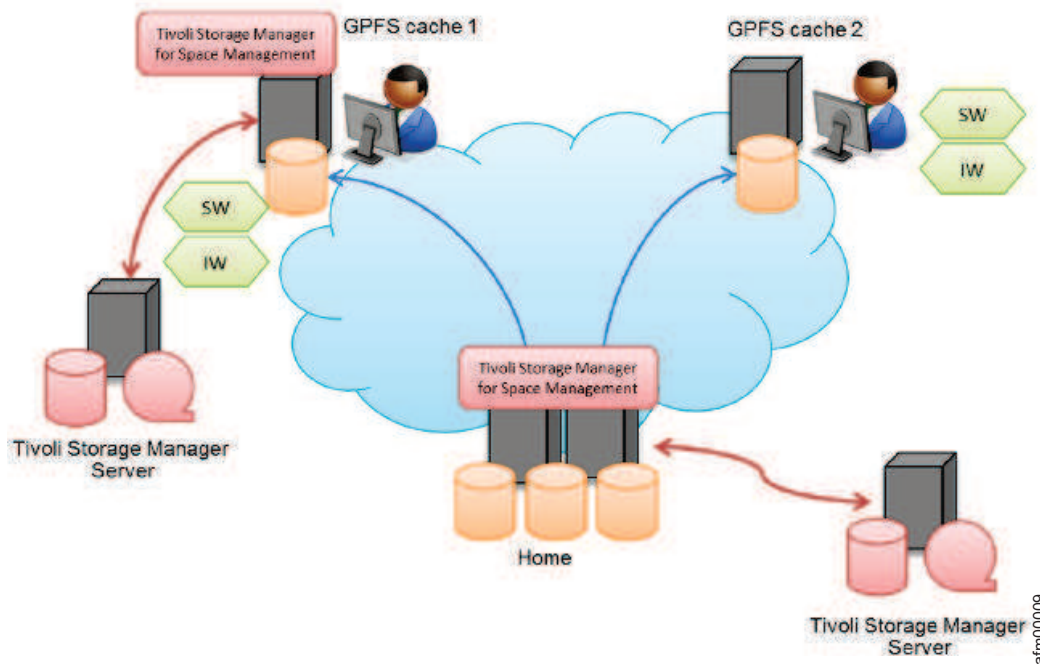 Tivoli Storage Manager
for Space Management
GPFS cache 1
GPFS cache 2
SW
IW
SW
IW
Tivoli Storage Manager
for Space Management
Tivoli Storage Manager
Server
Home
Tivoli Storage Manager
Server
afm00009